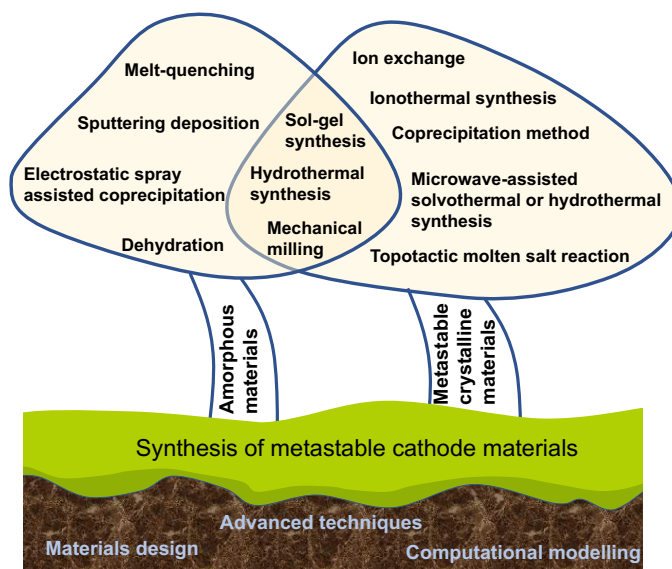 Melt-quenching
Sputtering deposition
Electrostatic spray
assisted coprecipitation
Dehydration
Sol-gel
synthesis
Hydrothermal
synthesis
Mechanical
milling
Ion exchange
Ionothermal synthesis
Coprecipitation method
Microwave-assisted
solvothermal or hydrothermal
synthesis
Topotactic molten salt reaction
Amorphous
materials
Metastable
crystalline
materials
Synthesis of metastable cathode materials
Advanced techniques
Materials design
Computational modelling